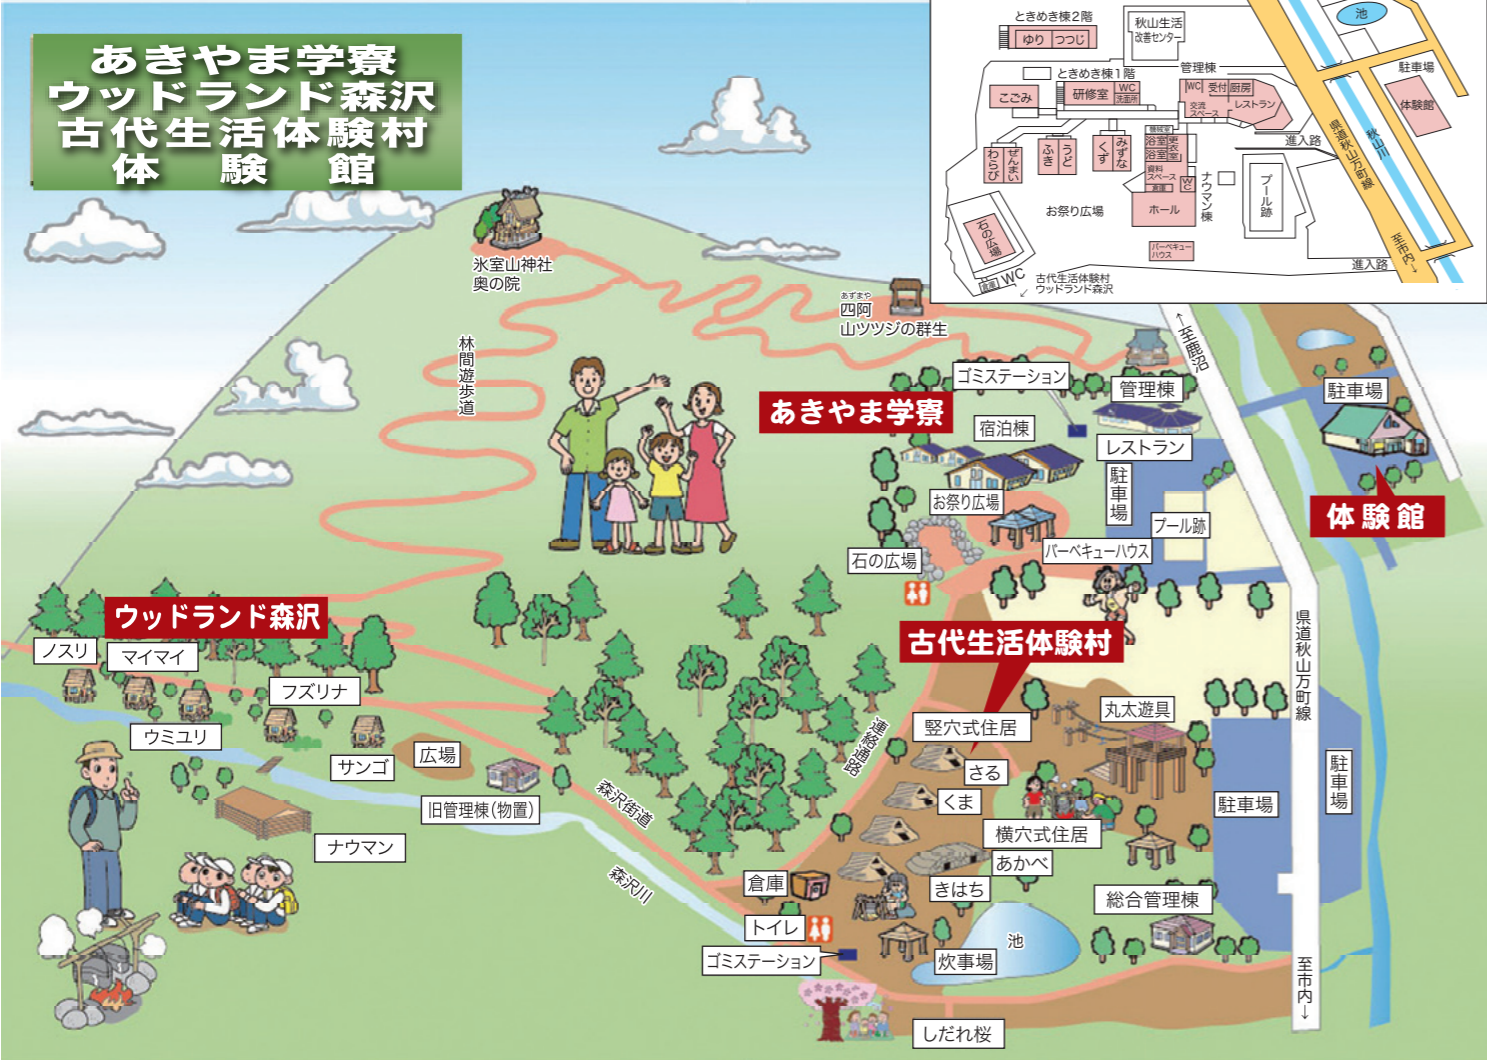 あきやま学寮
ウッドランド森沢
古代生活体験村
体験館
ときめき棟2階
ゆり
つつじ
秋山生活
改善センター
池
駐車場
体験館
ときめき棟1階
こごみ
研修室
WC
洗面所
管理棟
WC
受付
厨房
交流
スペース
レストラン
進入路
県道秋山万町線
秋山川
わらび
ぜんまい
ふき
うど
くす
みずな
機械室
浴室
浴室
更衣室
資料
スペース
倉庫
WC
ホール
ナウマン棟
プール跡
お祭り広場
石の広場
バーベキュー
ハウス
倉庫
WC
古代生活体験村
ウッドランド森沢
↙
至市内→
進入路
氷室山神社
奥の院
あずまや
四阿
山ツツジの群生
林間遊歩道
←至鹿沼
ゴミステーション
管理棟
駐車場
あきやま学寮
宿泊棟
レストラン
駐車場
お祭り広場
プール跡
体験館
石の広場
バーベキューハウス
ウッドランド森沢
ノスリ
マイマイ
フズリナ
ウミユリ
サンゴ
広場
旧管理棟(物置)
ナウマン
森沢街道
森沢川
連絡通路
古代生活体験村
県道秋山万町線
竪穴式住居
丸太遊具
さる
くま
駐車場
駐車場
横穴式住居
あかべ
きはち
倉庫
総合管理棟
トイレ
池
ゴミステーション
炊事場
至市内→
しだれ桜